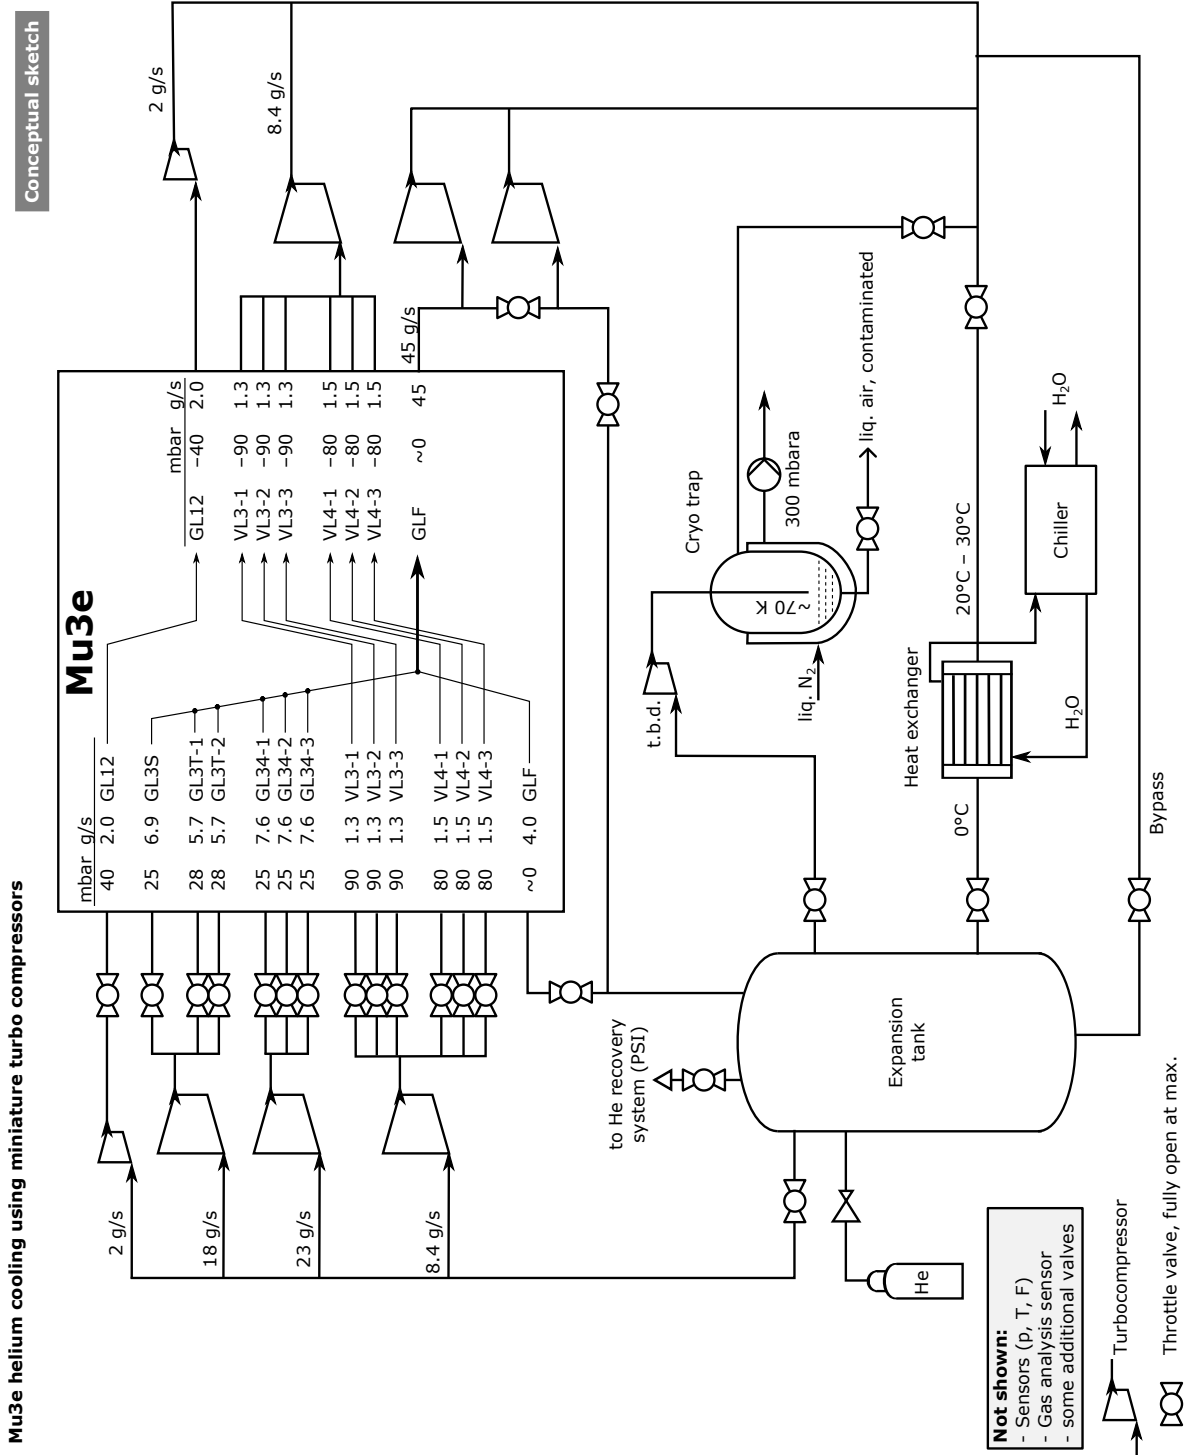 Mu3e helium cooling using miniature turbo compressors
Conceptual sketch
Mu3e
mbar g/s
40 2.0 GL12
25 6.9 GL3S
28 5.7 GL3T-1
28 5.7 GL3T-2
25 7.6 GL34-1
25 7.6 GL34-2
25 7.6 GL34-3
90 1.3 VL3-1
90 1.3 VL3-2
90 1.3 VL3-3
80 1.5 VL4-1
80 1.5 VL4-2
80 1.5 VL4-3
~0 4.0 GLF
mbar g/s
GL12 −40 2.0
VL3-1 −90 1.3
VL3-2 −90 1.3
VL3-3 −90 1.3
VL4-1 −80 1.5
VL4-2 −80 1.5
VL4-3 −80 1.5
GLF ~0 45
2 g/s
18 g/s
23 g/s
8.4 g/s
2 g/s
8.4 g/s
45 g/s
to He recovery
system (PSI)
Expansion
tank
He
t.b.d.
liq. N2
Cryo trap
~70 K
300 mbara
liq. air, contaminated
Heat exchanger
0°C
20°C – 30°C
H2O
Chiller
H2O
Bypass
Not shown:
- Sensors (p, T, F)
- Gas analysis sensor
- some additional valves
Turbocompressor
Throttle valve, fully open at max.